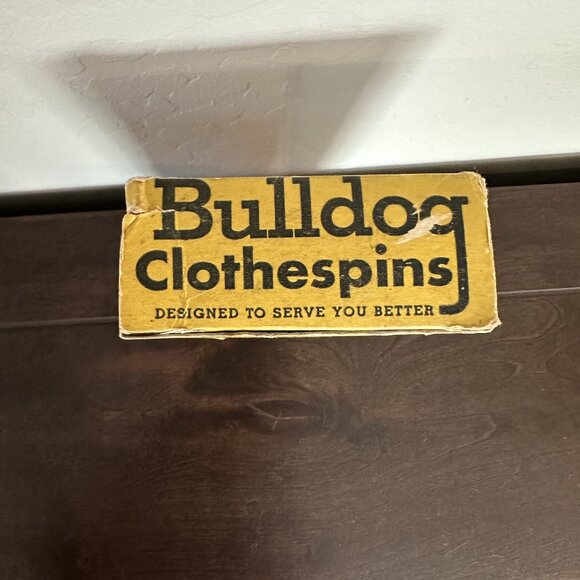 Bulldog
Clothespins
DESIGNED TO SERVE YOU BETTER